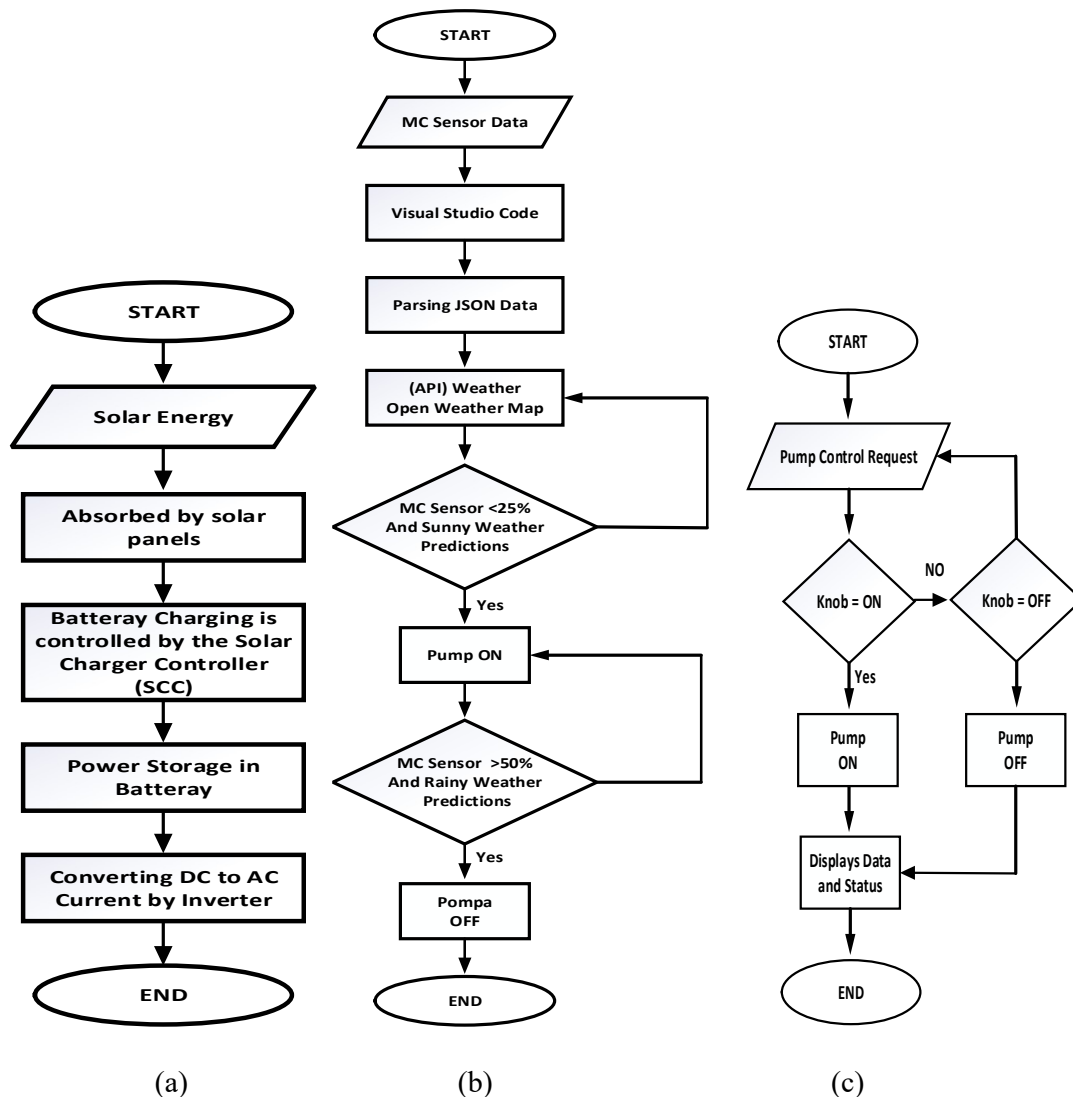 START
Solar Energy
Absorbed by solar
panels
Batteray Charging is
controlled by the Solar
Charger Controller
(SCC)
Power Storage in
Batteray
Converting DC to AC
Current by Inverter
END
(a)
START
MC Sensor Data
Visual Studio Code
Parsing JSON Data
(API) Weather
Open Weather Map
MC Sensor <25%
And Sunny Weather
Predictions
Yes
Pump ON
MC Sensor >50%
And Rainy Weather
Predictions
Yes
Pompa
OFF
END
(b)
START
Pump Control Request
Knob = ON
NO
Knob = OFF
Yes
Pump
ON
Pump
OFF
Displays Data
and Status
END
(c)